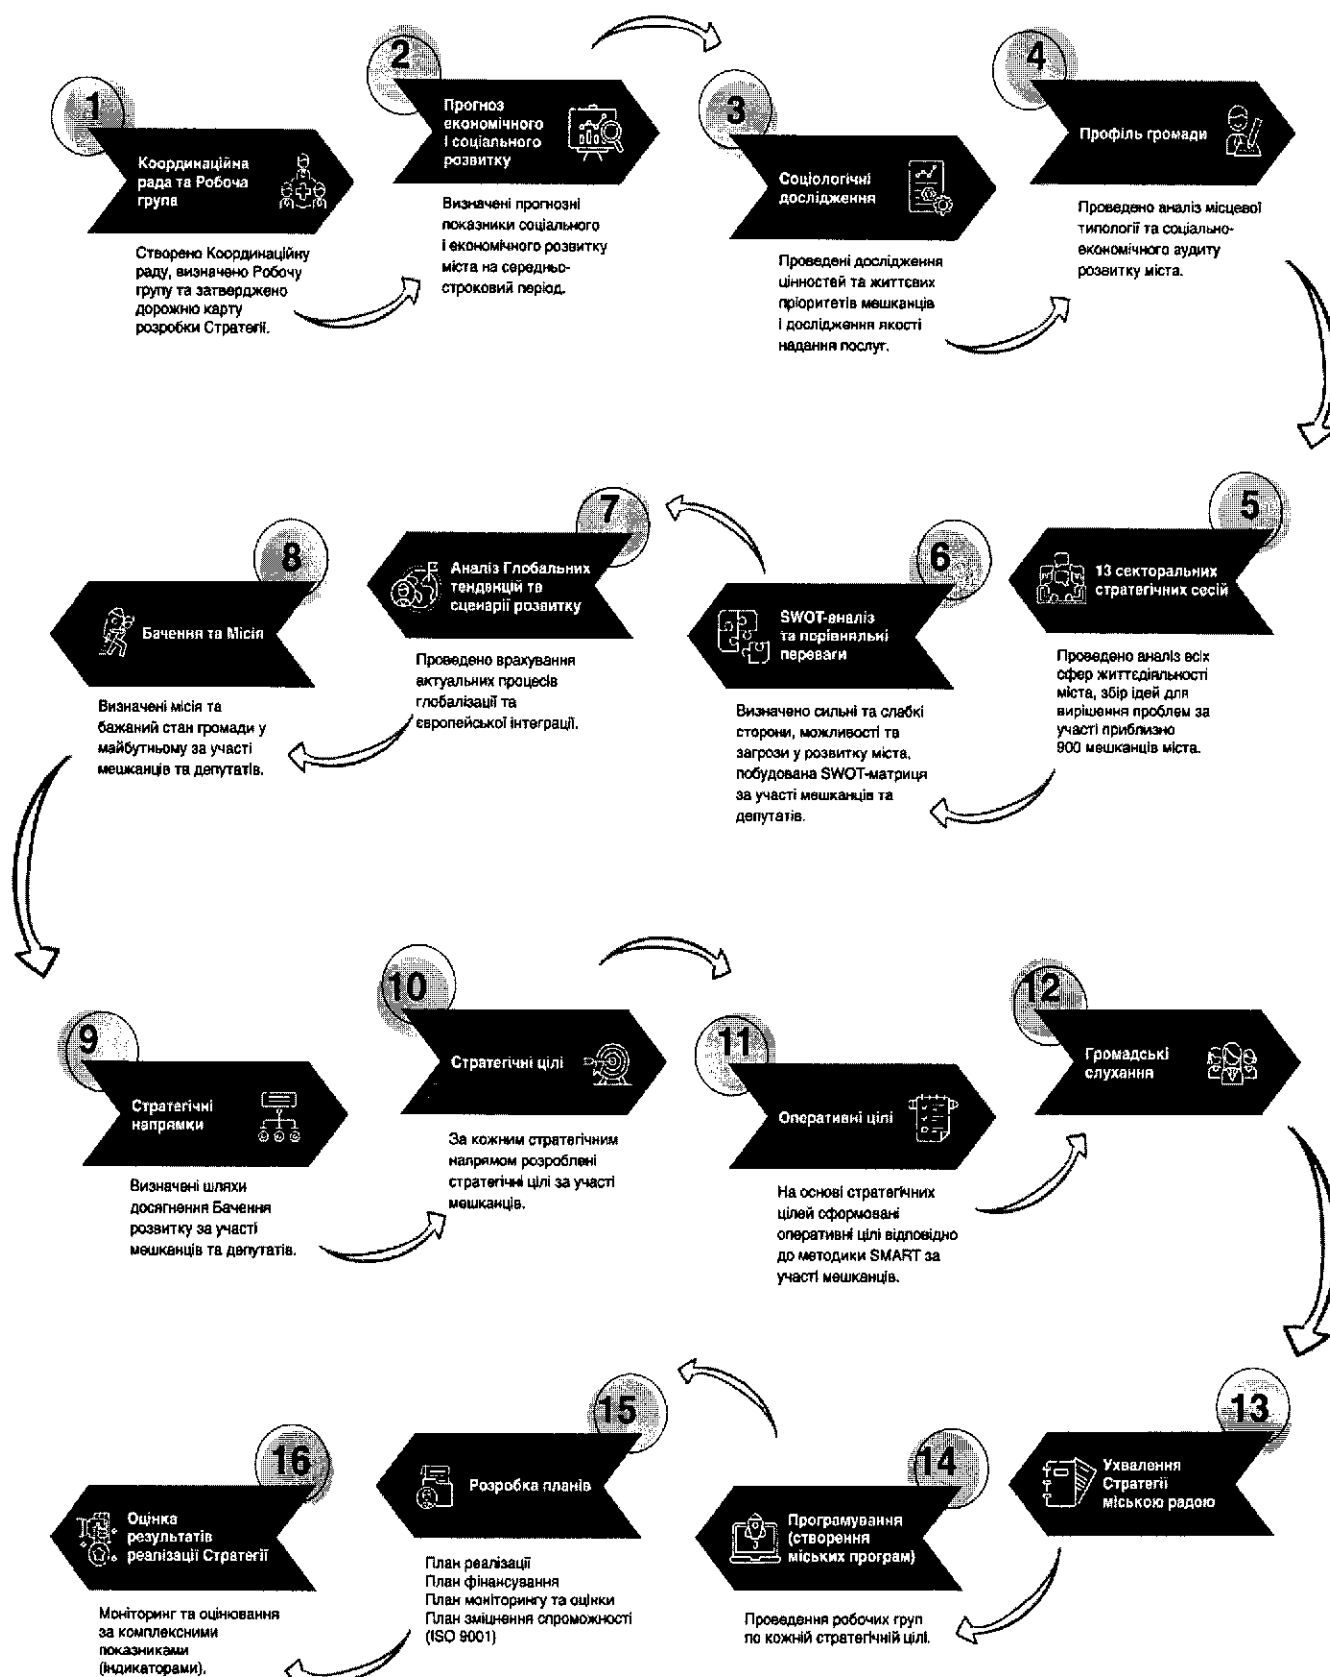 1
Координаційна
рада та Робоча
група
Створено Координаційну
раду, визначено Робочу
групу та затверджено
дорожню карту
розробки Стратегії.
2
Прогноз
економічного
і соціального
розвитку
Визначені прогнозні
показники соціального
і економічного розвитку
міста на середньо-
строковий період.
3
Соціологічні
дослідження
Проведені дослідження
цінностей та життєвих
пріоритетів мешканців
і дослідження якості
надання послуг.
4
Профіль громади
Проведено аналіз місцевої
типології та соціально-
економічного аудиту
розвитку міста.
5
13 секторальних
стратегічних сесій
Проведено аналіз всіх
сфер життєдіяльності
міста, збір ідей для
вирішення проблем за
участі приблизно
900 мешканців міста.
6
SWOT-аналіз
та порівняльні
переваги
Визначено сильні та слабкі
сторони, можливості та
загрози у розвитку міста,
побудована SWOT-матриця
за участі мешканців та
депутатів.
7
Аналіз Глобальних
тенденцій та
сценарії розвитку
Проведено врахування
актуальних процесів
глобалізації та
європейської інтеграції.
8
Бачення та Місія
Визначені місія та
бажаний стан громади у
майбутньому за участі
мешканців та депутатів.
9
Стратегічні
напрямки
Визначені шляхи
досягнення Бачення
розвитку за участі
мешканців та депутатів.
10
Стратегічні цілі
За кожним стратегічним
напрямом розроблені
стратегічні цілі за участі
мешканців.
11
Оперативні цілі
На основі стратегічних
цілей сформовані
оперативні цілі відповідно
до методики SMART за
участі мешканців.
12
Громадські
слухання
13
Ухвалення
Стратегії
міською радою
14
Програмування
(створення
міських програм)
Проведення робочих груп
по кожній стратегічній цілі.
15
Розробка планів
План реалізації
План фінансування
План моніторингу та оцінки
План зміцнення спроможності
(ISO 9001)
16
Оцінка
результатів
реалізації Стратегії
Моніторинг та оцінювання
за комплексними
показниками
(індикаторами).